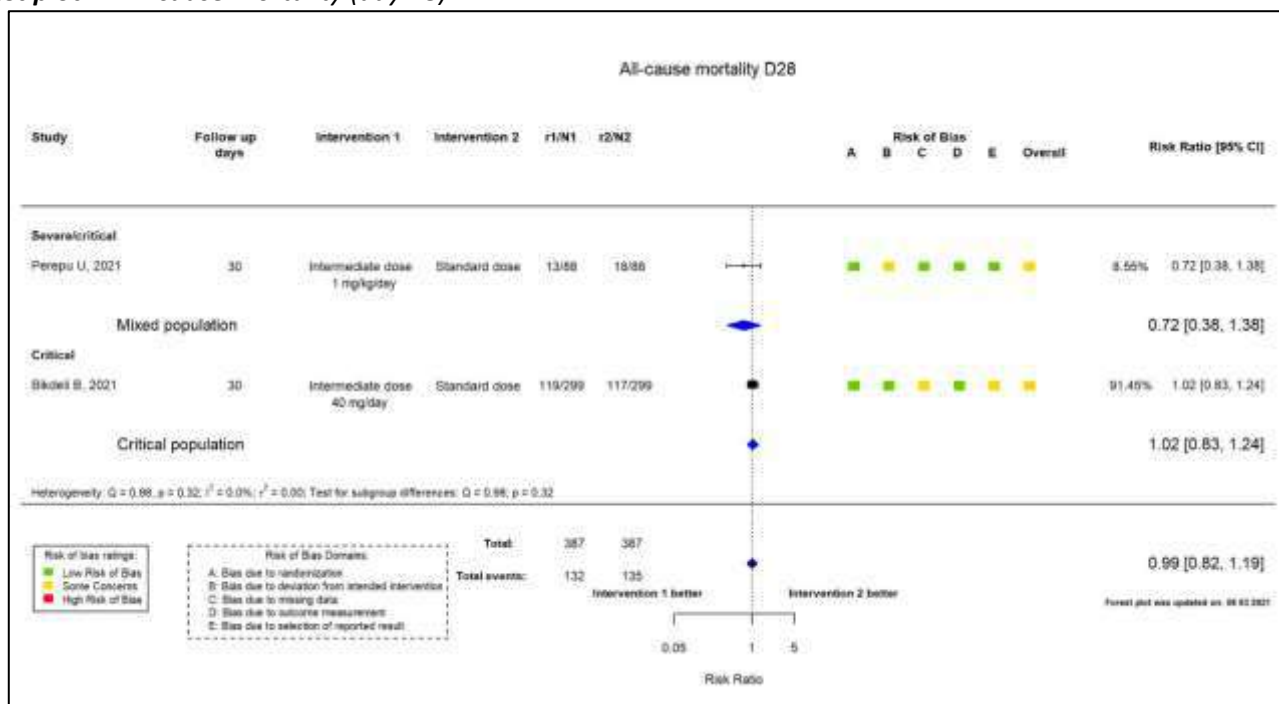 All-cause mortality D28
Study Follow up days Intervention 1 Intervention 2 r1/N1 r2/N2 Risk of Bias Risk Ratio [95% CI]
A B C D E Overall
Severe/critical
Perepu U, 2021 30 Intermediate dose 1 mg/kg/day Standard dose 13/88 18/88 8.55% 0.72 [0.38, 1.38]
Mixed population 0.72 [0.38, 1.38]
Critical
Bikdeli B, 2021 30 Intermediate dose 40 mg/day Standard dose 119/299 117/299 91.45% 1.02 [0.83, 1.24]
Critical population 1.02 [0.83, 1.24]
Heterogeneity: Q = 0.98, p = 0.32; I² = 0.0%; τ² = 0.00; Test for subgroup differences: Q = 0.98; p = 0.32
Total: 387 387
Total events: 132 135
0.99 [0.82, 1.19]
Risk of bias ratings:
Low Risk of Bias
Some Concerns
High Risk of Bias
Risk of Bias Domains:
A: Bias due to randomization
B: Bias due to deviation from intended intervention
C: Bias due to missing data
D: Bias due to outcome measurement
E: Bias due to selection of reported result
Intervention 1 better Intervention 2 better
Forest plot was updated on: 2021
0.05 1 5
Risk Ratio